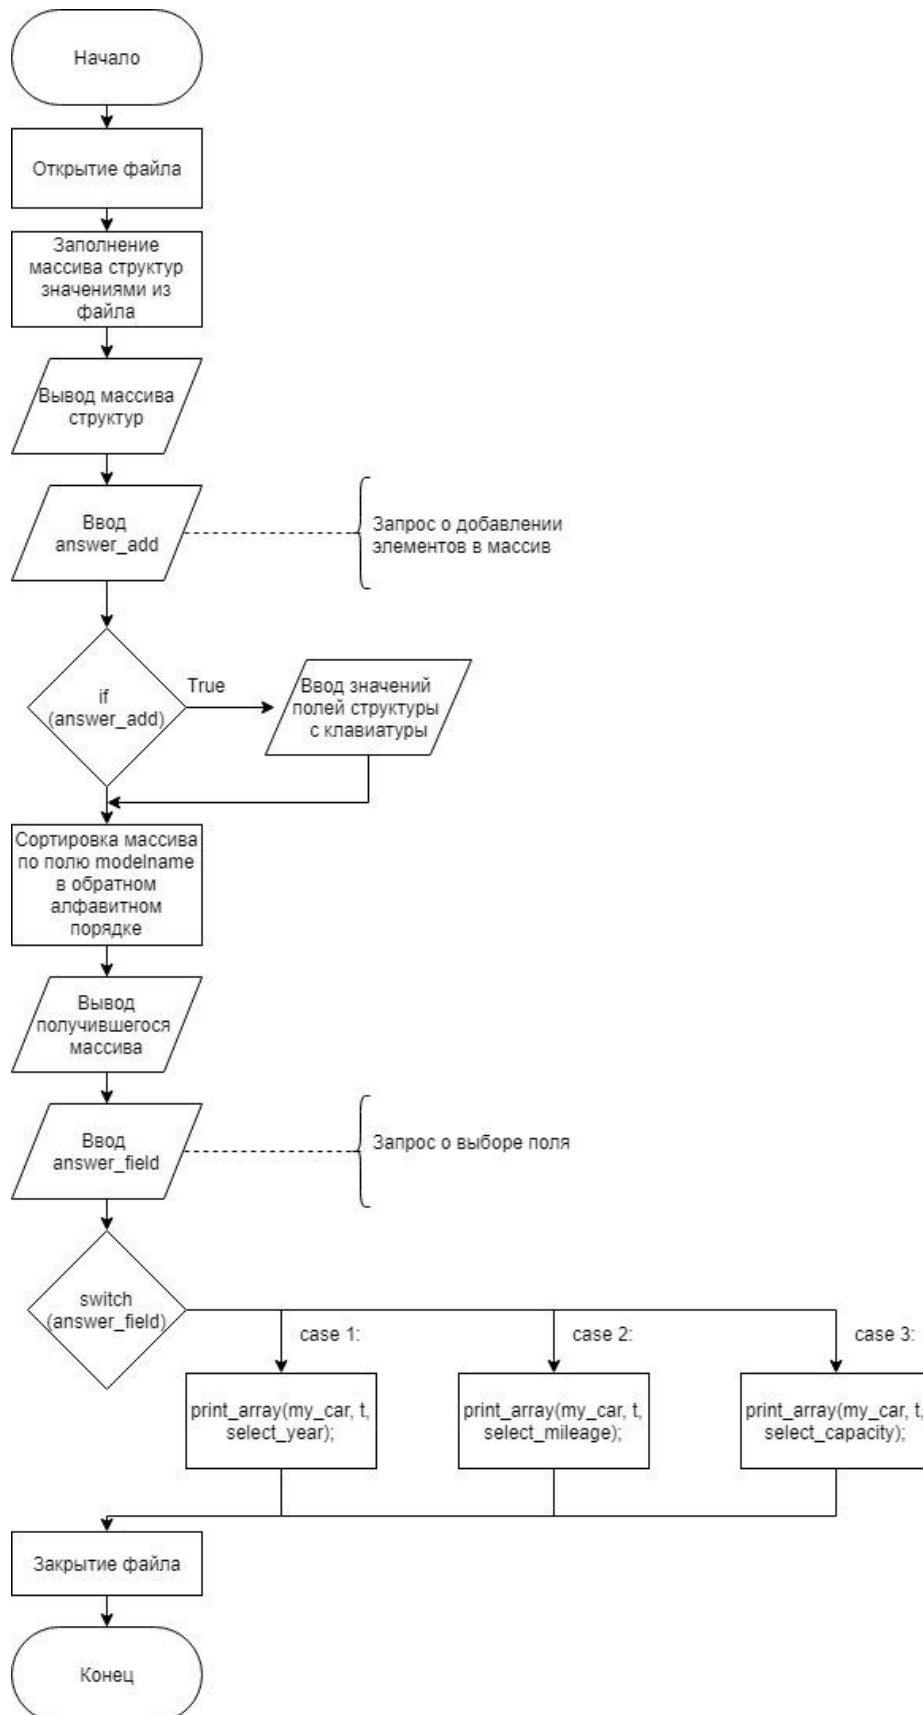 Начало
Открытие файла
Заполнение
массива структур
значениями из
файла
Вывод массива
структур
Ввод
answer_add
Запрос о добавлении
элементов в массив
if
(answer_add)
True
Ввод значений
полей структуры
с клавиатуры
Сортировка массива
по полю modelname
в обратном
алфавитном
порядке
Вывод
получившегося
массива
Ввод
answer_field
Запрос о выборе поля
switch
(answer_field)
case 1:
case 2:
case 3:
print_array(my_car, t,
select_year);
print_array(my_car, t,
select_mileage);
print_array(my_car, t,
select_capacity);
Закрытие файла
Конец